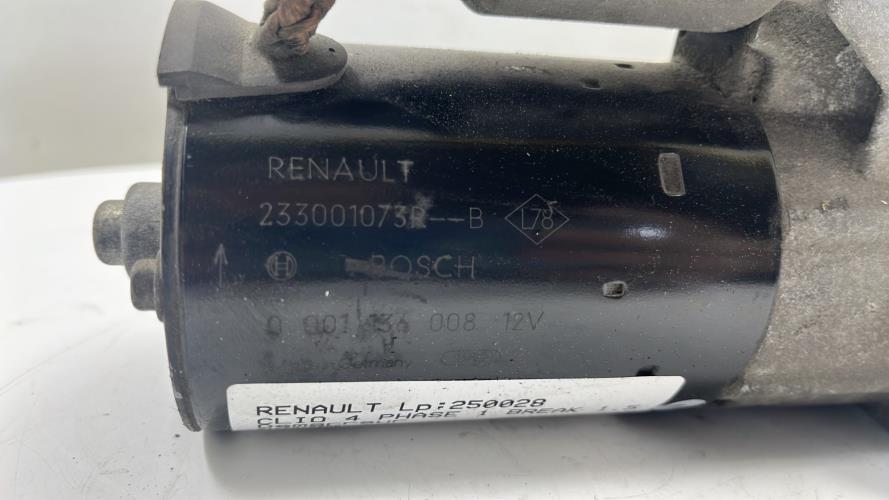 RENAULT
233001073R--B L78
BOSCH
0 001 136 008 12V
Germany
RENAULT Lp:250028
CLIO 4 PHASE 1 BREAK 1.5